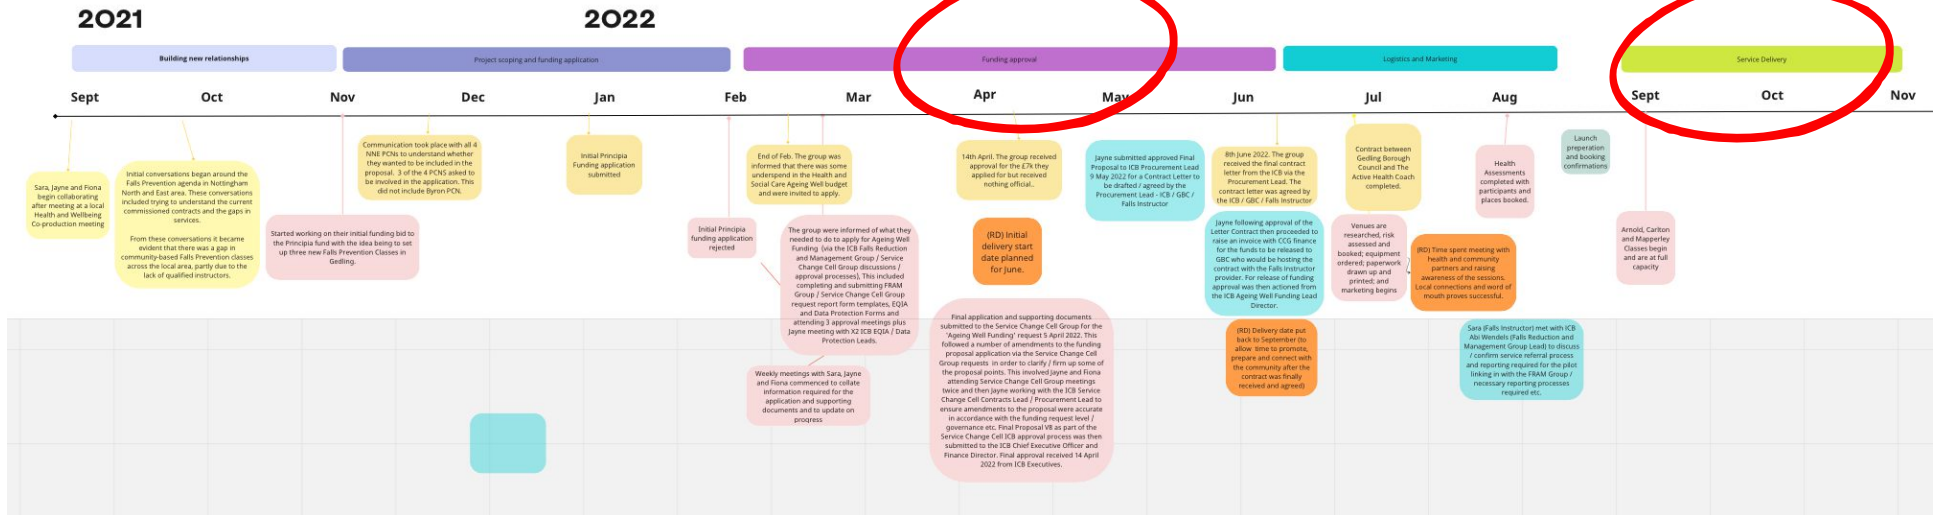 2021
2022
Building new relationships
Project scoping and funding application
Funding approval
Logistics and Marketing
Service Delivery
Sept
Oct
Nov
Dec
Jan
Feb
Mar
Apr
May
Jun
Jul
Aug
Sept
Oct
Nov
Sara, Jayne and Fiona
begin collaborating
after meeting at a local
Health and Wellbeing
Co-production meeting
Initial conversations began around the
Falls Prevention agenda in Nottingham
North and East area. These conversations
included trying to understand the current
commissioned contracts and the gaps in
services.
From these conversations it became
evident that there was a gap in
community-based Falls Prevention classes
across the local area, partly due to the
lack of qualified instructors.
Started working on their initial funding bid to
the Principia fund with the idea being to set
up three new Falls Prevention Classes in
Gedling.
Communication took place with all 4
NNE PCNs to understand whether
they wanted to be included in the
proposal. 3 of the 4 PCNS asked to
be involved in the application. This
did not include Byron PCN.
Initial Principia
Funding application
submitted
Initial Principia
funding application
rejected
End of Feb. The group was
informed that there was some
underspend in the Health and
Social Care Ageing Well budget
and were invited to apply.
The group were informed of what they
needed to do to apply for Ageing Well
Funding (via the ICB Falls Reduction
and Management Group / Service
Change Cell Group discussions /
approval processes), This included
completing and submitting FRAM
Group / Service Change Cell Group
request report form templates, EQIA
and Data Protection Forms and
attending 3 approval meetings plus
Jayne meeting with X2 ICB EQIA / Data
Protection Leads.
Weekly meetings with Sara, Jayne
and Fiona commenced to collate
information required for the
application and supporting
documents and to update on
progress
14th April. The group received
approval for the £7k they
applied for but received
nothing official..
(RD) Initial
delivery start
date planned
for June.
Final application and supporting documents
submitted to the Service Change Cell Group for the
'Ageing Well Funding' request 5 April 2022. This
followed a number of amendments to the funding
proposal application via the Service Change Cell
Group requests in order to clarify / firm up some of
the proposal points. This involved Jayne and Fiona
attending Service Change Cell Group meetings
twice and then Jayne working with the ICB Service
Change Cell Contracts Lead / Procurement Lead to
ensure amendments to the proposal were accurate
in accordance with the funding request level /
governance etc. Final Proposal V8 as part of the
Service Change Cell ICB approval process was then
submitted to the ICB Chief Executive Officer and
Finance Director. Final approval received 14 April
2022 from ICB Executives.
Jayne submitted approved Final
Proposal to ICB Procurement Lead
9 May 2022 for a Contract Letter to
be drafted / agreed by the
Procurement Lead - ICB / GBC /
Falls Instructor
8th June 2022. The group
received the final contract
letter from the ICB via the
Procurement Lead. The
contract letter was agreed by
the ICB / GBC / Falls Instructor
Jayne following approval of the
Letter Contract then proceeded to
raise an invoice with CCG finance
for the funds to be released to
GBC who would be hosting the
contract with the Falls Instructor
provider. For release of funding
approval was then actioned from
the ICB Ageing Well Funding Lead
Director.
(RD) Delivery date put
back to September (to
allow time to promote,
prepare and connect with
the community after the
contract was finally
received and agreed)
Contract between
Gedling Borough
Council and The
Active Health Coach
completed.
Venues are
researched, risk
assessed and
booked; equipment
ordered; paperwork
drawn up and
printed; and
marketing begins
(RD) Time spent meeting with
health and community
partners and raising
awareness of the sessions.
Local connections and word of
mouth proves successful.
Health
Assessments
completed with
participants and
places booked.
Sara (Falls Instructor) met with ICB
Abi Wendels (Falls Reduction and
Management Group Lead) to discuss
/ confirm service referral process
and reporting required for the pilot
linking in with the FRAM Group /
necessary reporting processes
required etc.
Launch
preperation
and booking
confirmations
Arnold, Carlton
and Mapperley
Classes begin
and are at full
capacity